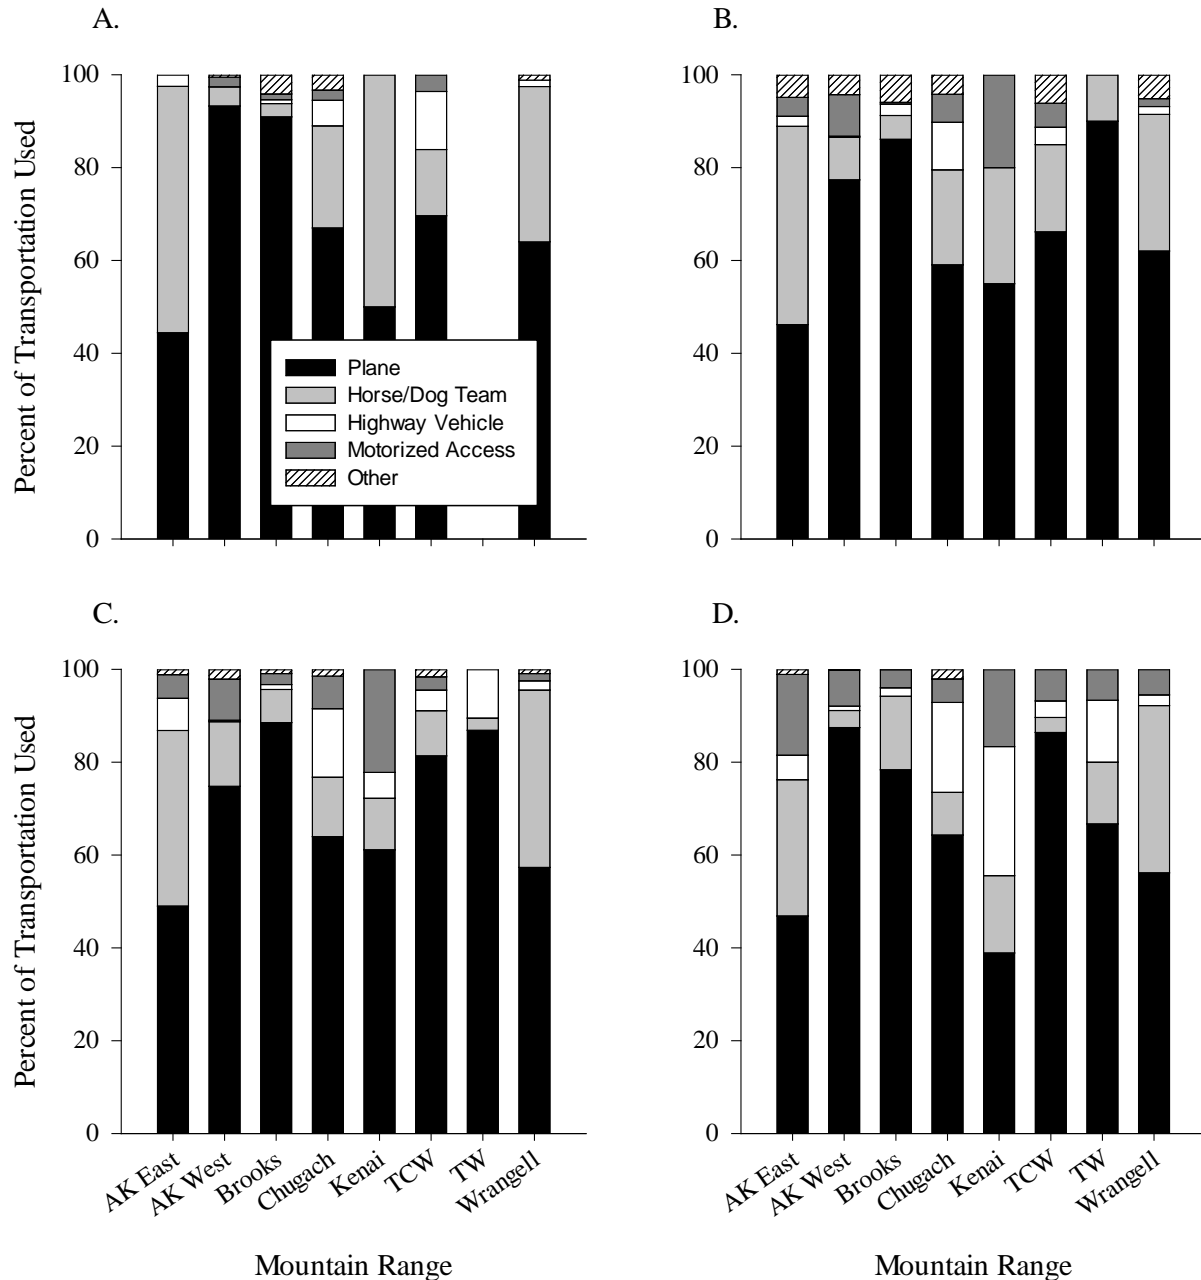 A.
B.
Percent of Transportation Used
100
80
60
40
20
0
Plane
Horse/Dog Team
Highway Vehicle
Motorized Access
Other
100
80
60
40
20
0
C.
D.
Percent of Transportation Used
100
80
60
40
20
0
AK East
AK West
Brooks
Chugach
Kenai
TCW
TW
Wrangell
Mountain Range
100
80
60
40
20
0
AK East
AK West
Brooks
Chugach
Kenai
TCW
TW
Wrangell
Mountain Range